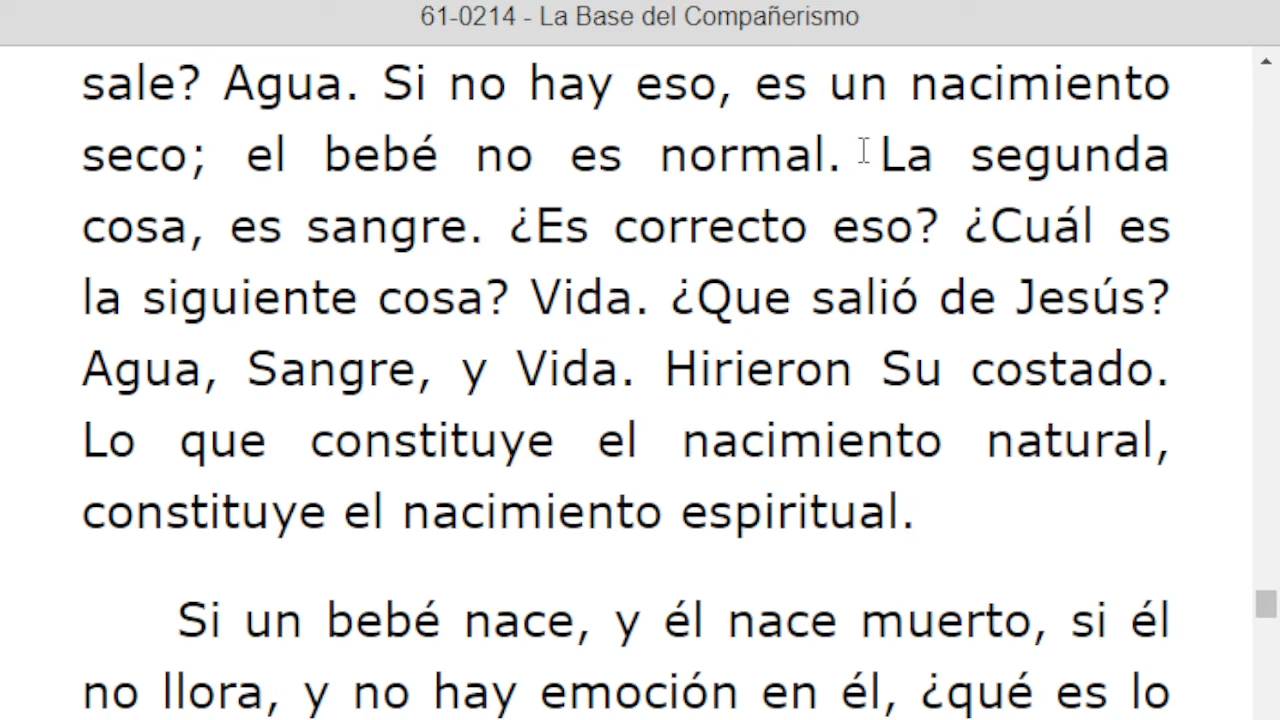 61-0214 - La Base del Compañerismo
sale? Agua. Si no hay eso, es un nacimiento
seco; el bebé no es normal. La segunda
cosa, es sangre. ¿Es correcto eso? ¿Cuál es
la siguiente cosa? Vida. ¿Que salió de Jesús?
Agua, Sangre, y Vida. Hirieron Su costado.
Lo que constituye el nacimiento natural,
constituye el nacimiento espiritual.
Si un bebé nace, y él nace muerto, si él
no llora, y no hay emoción en él, ¿qué es lo